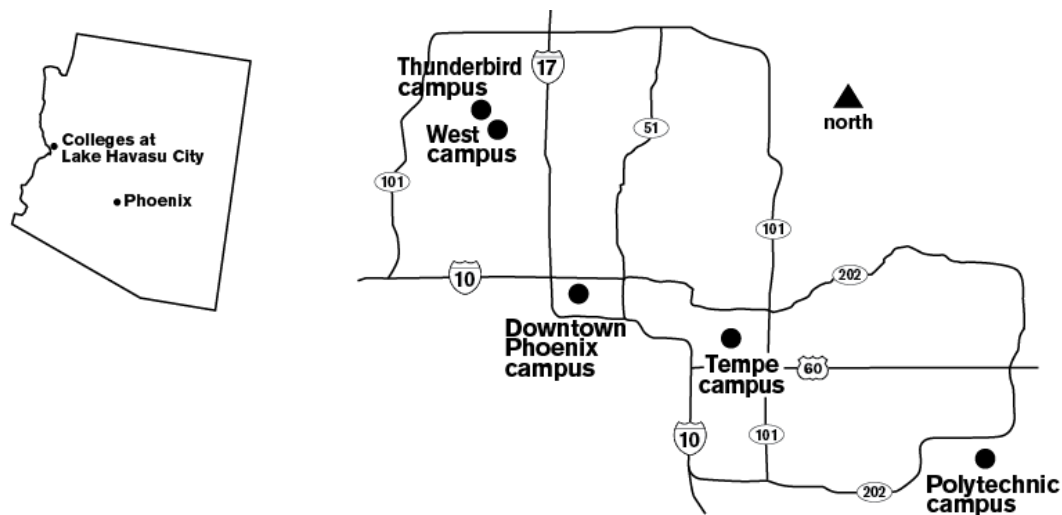 Colleges at
Lake Havasu City
Phoenix
Thunderbird
campus
West
campus
17
51
north
101
101
10
202
Downtown
Phoenix
campus
Tempe
campus
60
10
101
202
Polytechnic
campus